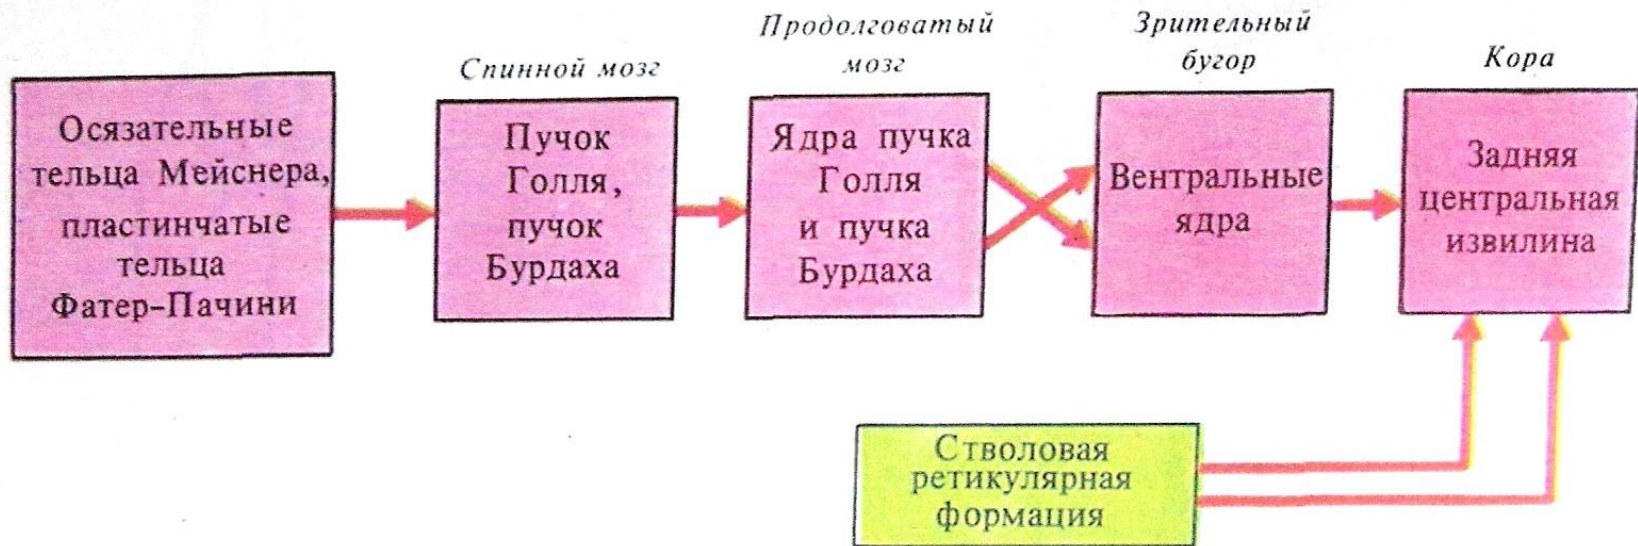 Спинной мозг
Продолговатый
мозг
Зрительный
бугор
Кора
Осязательные
тельца Мейснера,
пластинчатые
тельца
Фатер-Пачини
Пучок
Голля,
пучок
Бурдаха
Ядра пучка
Голля
и пучка
Бурдаха
Вентральные
ядра
Задняя
центральная
извилина
Стволовая
ретикулярная
формация